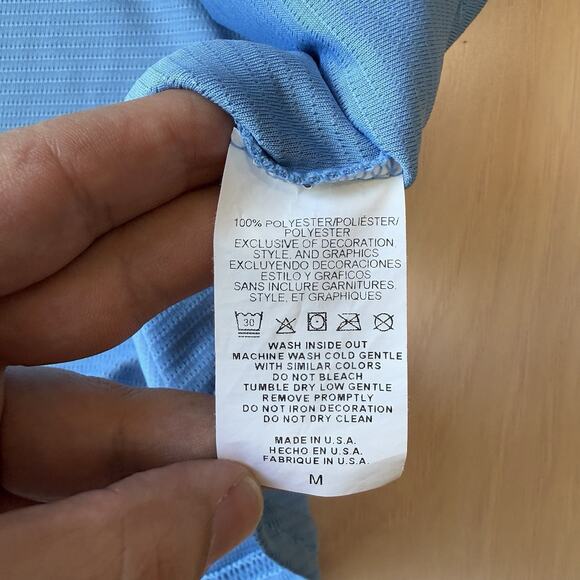 100% POLYESTER/POLIÉSTER/
POLYESTER
EXCLUSIVE OF DECORATION,
STYLE, AND GRAPHICS
EXCLUYENDO DECORACIONES
ESTILO Y GRAFICOS
SANS INCLURE GARNITURES,
STYLE, ET GRAPHIQUES
30
WASH INSIDE OUT
MACHINE WASH COLD GENTLE
WITH SIMILAR COLORS
DO NOT BLEACH
TUMBLE DRY LOW GENTLE
REMOVE PROMPTLY
DO NOT IRON DECORATION
DO NOT DRY CLEAN
MADE IN U.S.A.
HECHO EN U.S.A.
FABRIQUE IN U.S.A.
M